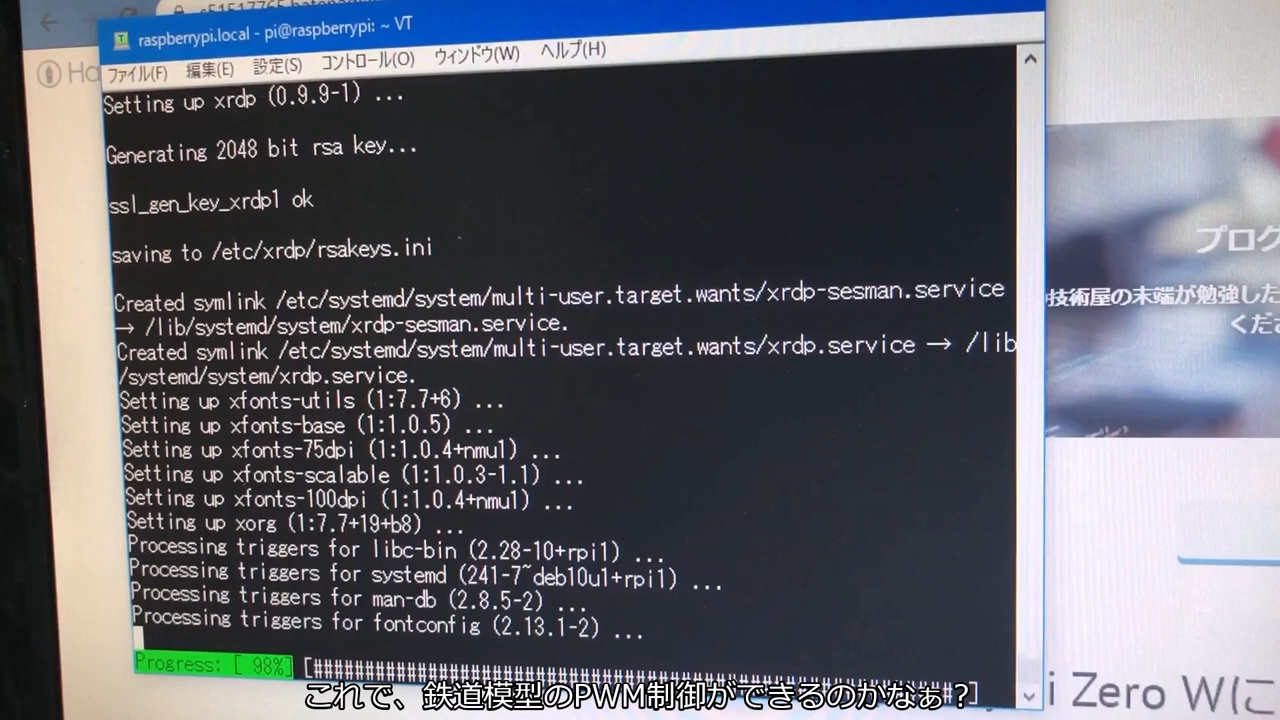 raspberrypi.local - pi@raspberrypi: ~ VT
ファイル(F) 編集(E) 設定(S) コントロール(O) ウィンドウ(W) ヘルプ(H)
Setting up xrdp (0.9.9-1) ...
Generating 2048 bit rsa key...
ssl_gen_key_xrdp1 ok
saving to /etc/xrdp/rsakeys.ini
Created symlink /etc/systemd/system/multi-user.target.wants/xrdp-sesman.service
→ /lib/systemd/system/xrdp-sesman.service.
Created symlink /etc/systemd/system/multi-user.target.wants/xrdp.service → /lib
/systemd/system/xrdp.service.
Setting up xfonts-utils (1:7.7+6) ...
Setting up xfonts-base (1:1.0.5) ...
Setting up xfonts-75dpi (1:1.0.4+nmu1) ...
Setting up xfonts-scalable (1:1.0.3-1.1) ...
Setting up xfonts-100dpi (1:1.0.4+nmu1) ...
Setting up xorg (1:7.7+19+b8) ...
Processing triggers for libc-bin (2.28-10+rpi1) ...
Processing triggers for systemd (241-7~deb10u1+rpi1) ...
Processing triggers for man-db (2.8.5-2) ...
Processing triggers for fontconfig (2.13.1-2) ...
Progress: [ 98%]
プログ
技術屋の末端が勉強した
くださ
i Zero Wに
これで、鉄道模型のPWM制御ができるのかなぁ？